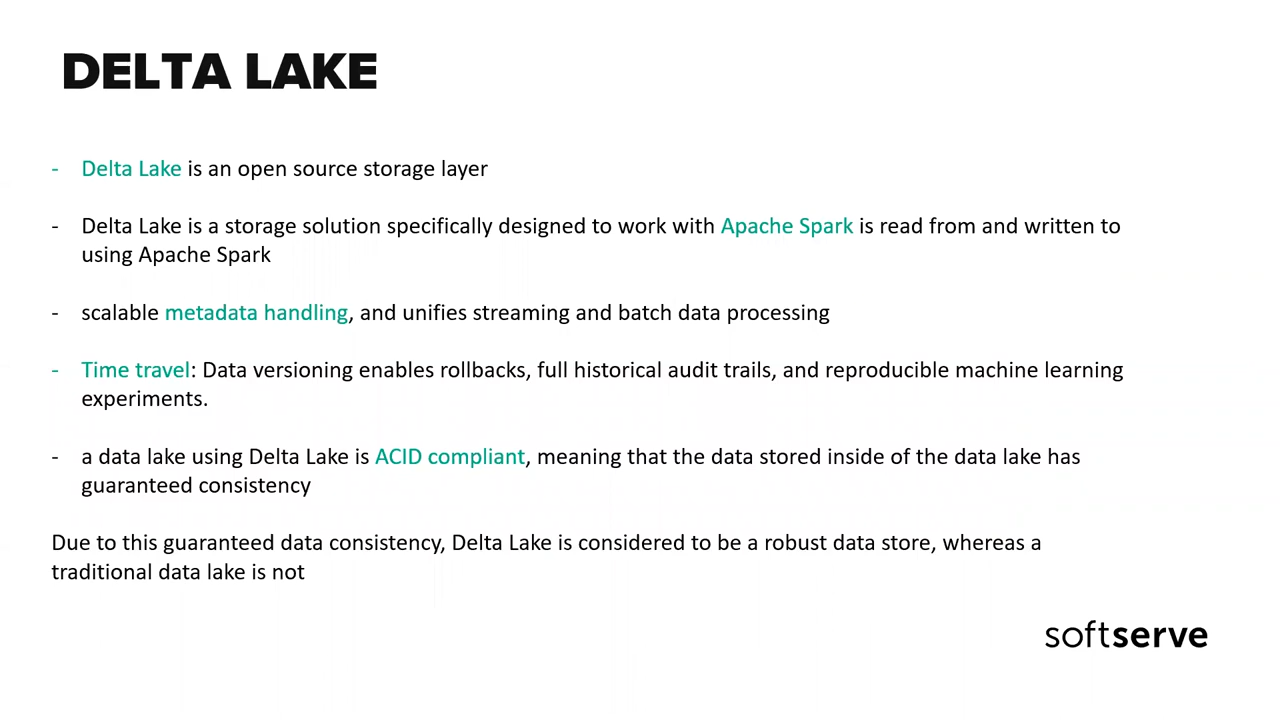 DELTA LAKE
- Delta Lake is an open source storage layer
- Delta Lake is a storage solution specifically designed to work with Apache Spark is read from and written to
using Apache Spark
- scalable metadata handling, and unifies streaming and batch data processing
- Time travel: Data versioning enables rollbacks, full historical audit trails, and reproducible machine learning
experiments.
- a data lake using Delta Lake is ACID compliant, meaning that the data stored inside of the data lake has
guaranteed consistency
Due to this guaranteed data consistency, Delta Lake is considered to be a robust data store, whereas a
traditional data lake is not
softserve